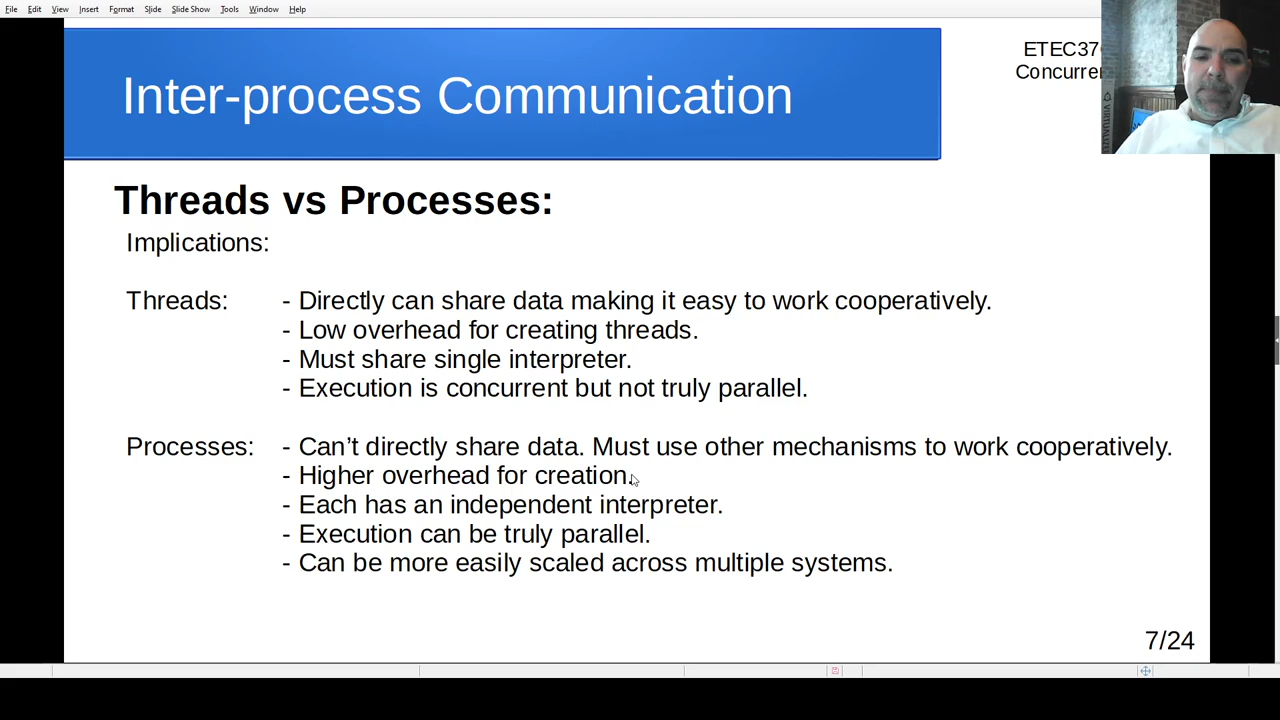 File Edit View Insert Format Slide Slide Show Tools Window Help
Inter-process Communication
ETEC37
Concurren
Threads vs Processes:
Implications:
Threads: - Directly can share data making it easy to work cooperatively.
- Low overhead for creating threads.
- Must share single interpreter.
- Execution is concurrent but not truly parallel.
Processes: - Can’t directly share data. Must use other mechanisms to work cooperatively.
- Higher overhead for creation.
- Each has an independent interpreter.
- Execution can be truly parallel.
- Can be more easily scaled across multiple systems.
7/24